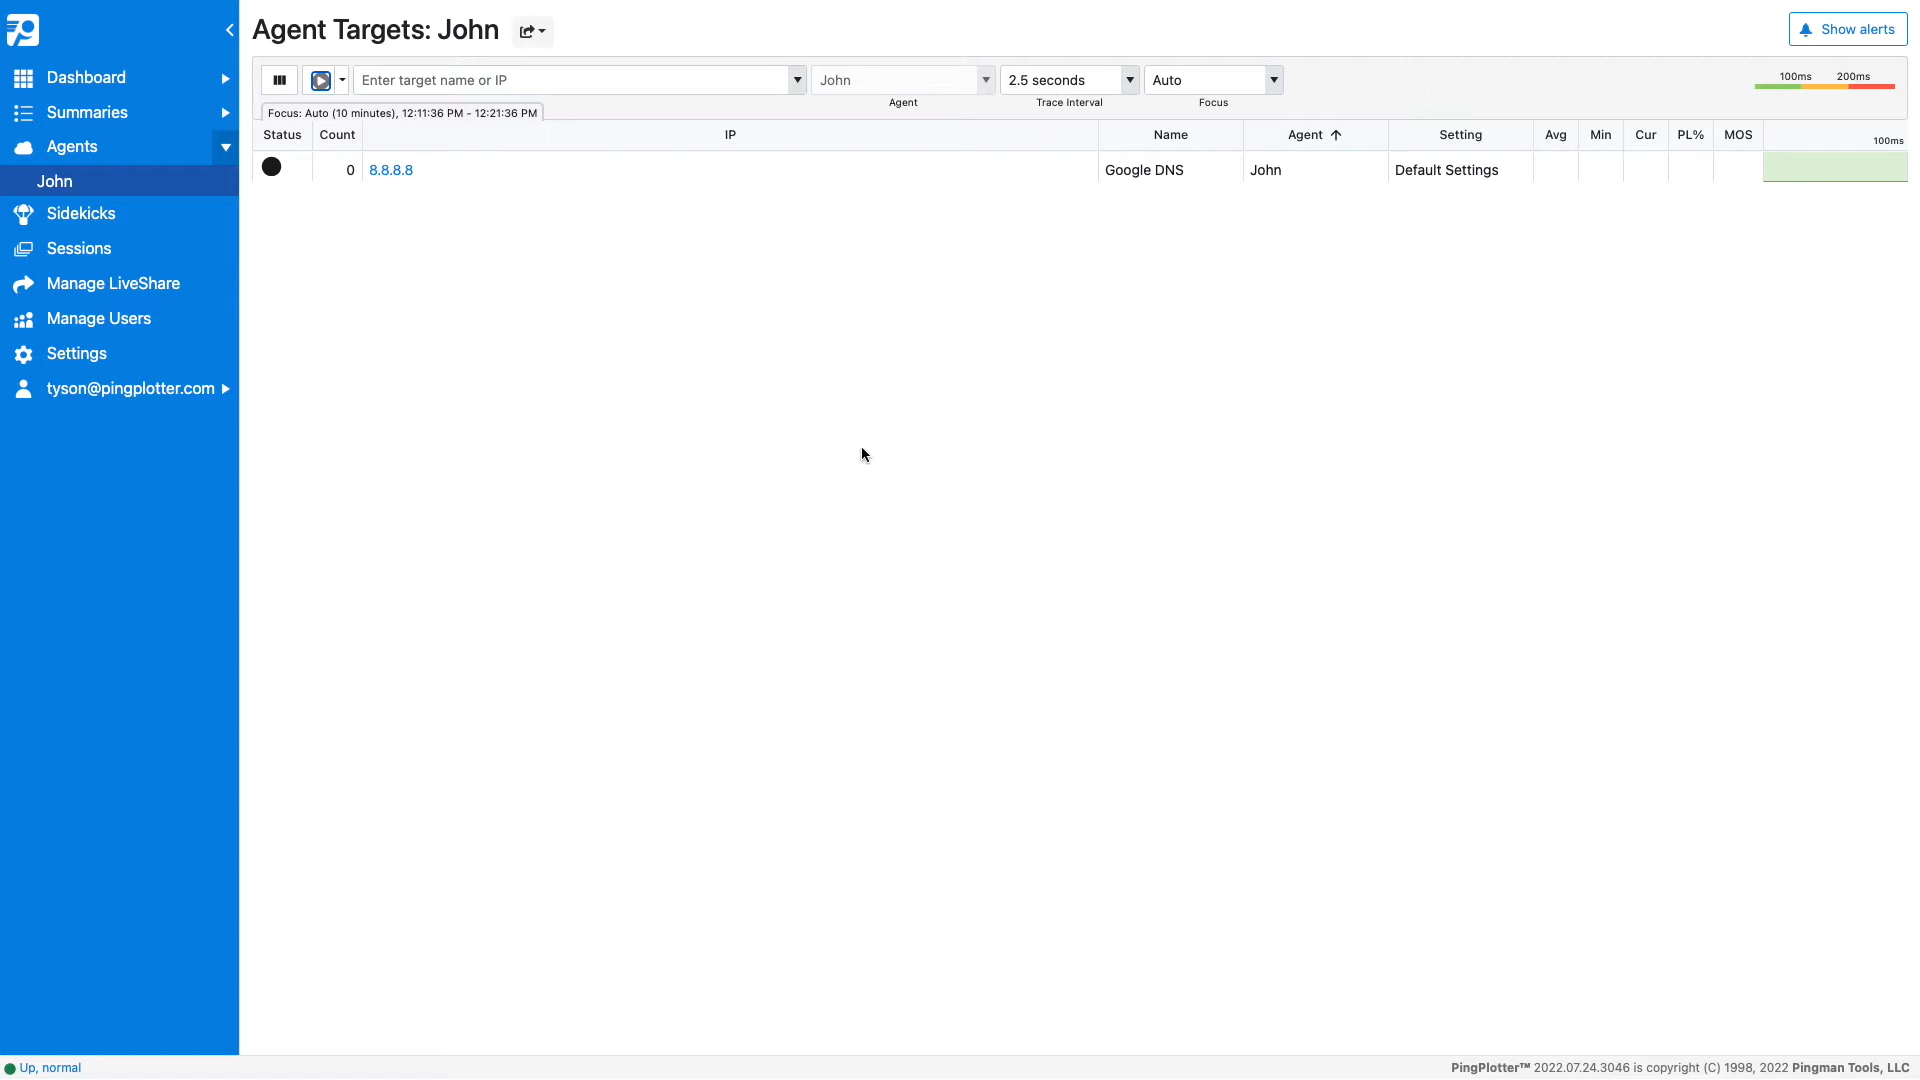 Agent Targets: John
Show alerts
Dashboard
Summaries
Agents
John
Sidekicks
Sessions
Manage LiveShare
Manage Users
Settings
tyson@pingplotter.com
Enter target name or IP
John
2.5 seconds
Auto
100ms 200ms
Agent
Trace Interval
Focus
Focus: Auto (10 minutes), 12:11:36 PM - 12:21:36 PM
Status Count IP Name Agent Setting Avg Min Cur PL% MOS 100ms
0 8.8.8.8 Google DNS John Default Settings
Up, normal
PingPlotter™ 2022.07.24.3046 is copyright (C) 1998, 2022 Pingman Tools, LLC